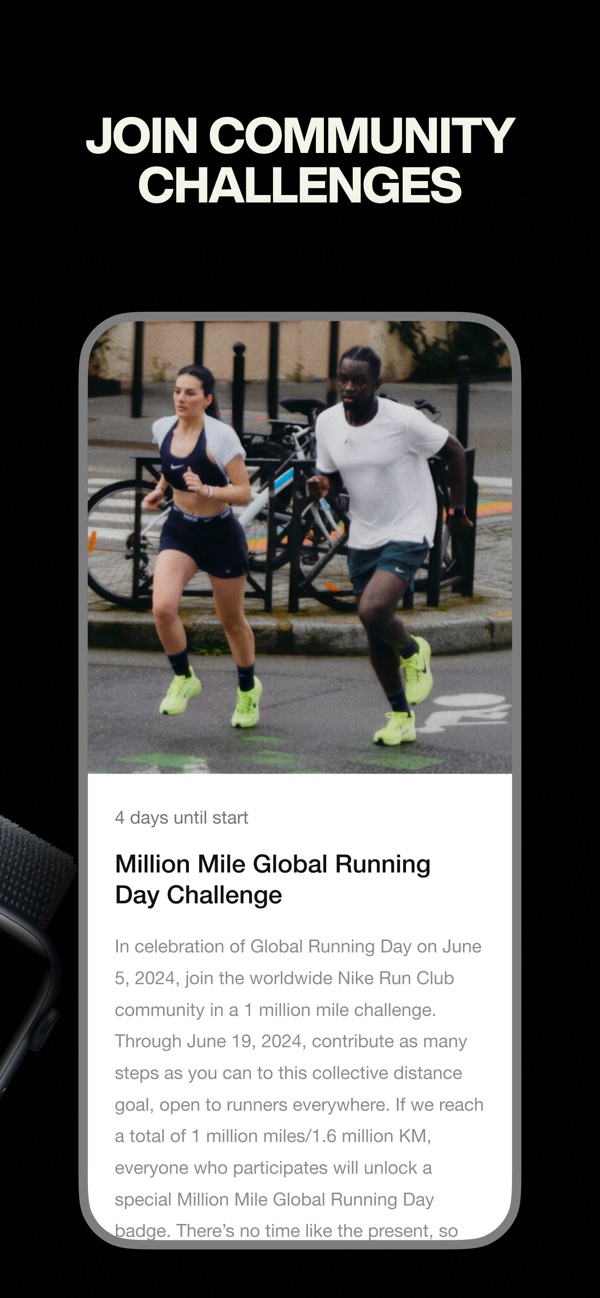 JOIN COMMUNITY
CHALLENGES
4 days until start
Million Mile Global Running
Day Challenge
In celebration of Global Running Day on June
5, 2024, join the worldwide Nike Run Club
community in a 1 million mile challenge.
Through June 19, 2024, contribute as many
steps as you can to this collective distance
goal, open to runners everywhere. If we reach
a total of 1 million miles/1.6 million KM,
everyone who participates will unlock a
special Million Mile Global Running Day
badge. There’s no time like the present, so